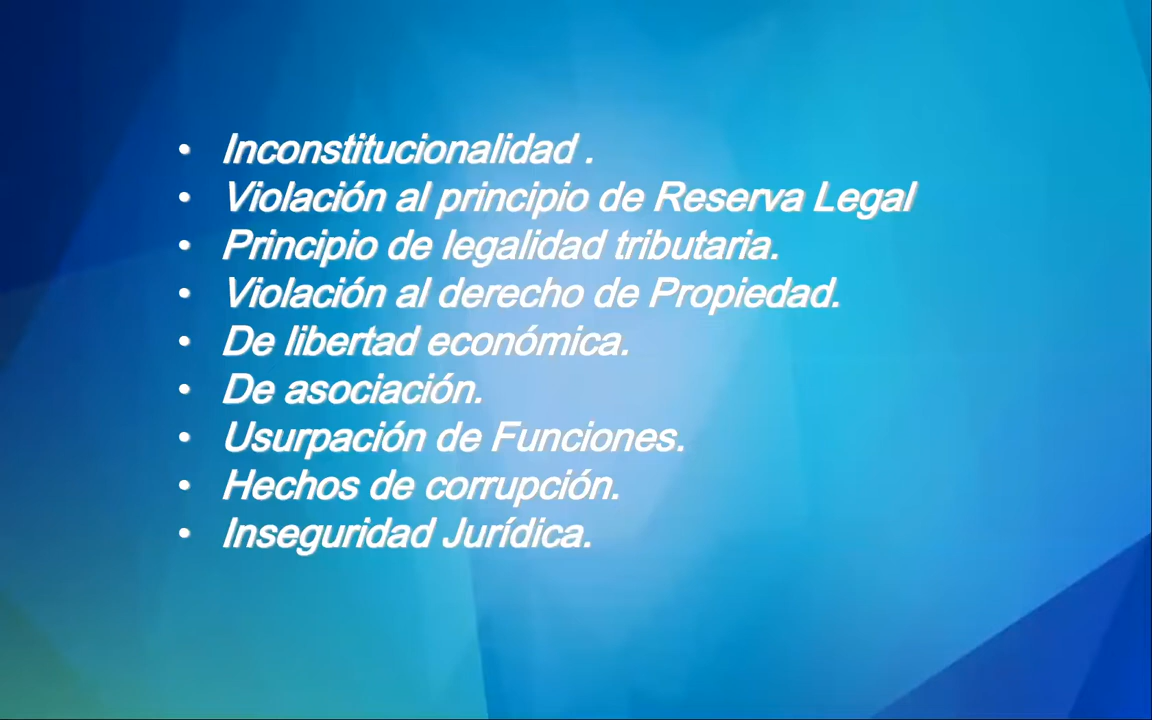 • Inconstitucionalidad .
• Violación al principio de Reserva Legal
• Principio de legalidad tributaria.
• Violación al derecho de Propiedad.
• De libertad económica.
• De asociación.
• Usurpación de Funciones.
• Hechos de corrupción.
• Inseguridad Jurídica.